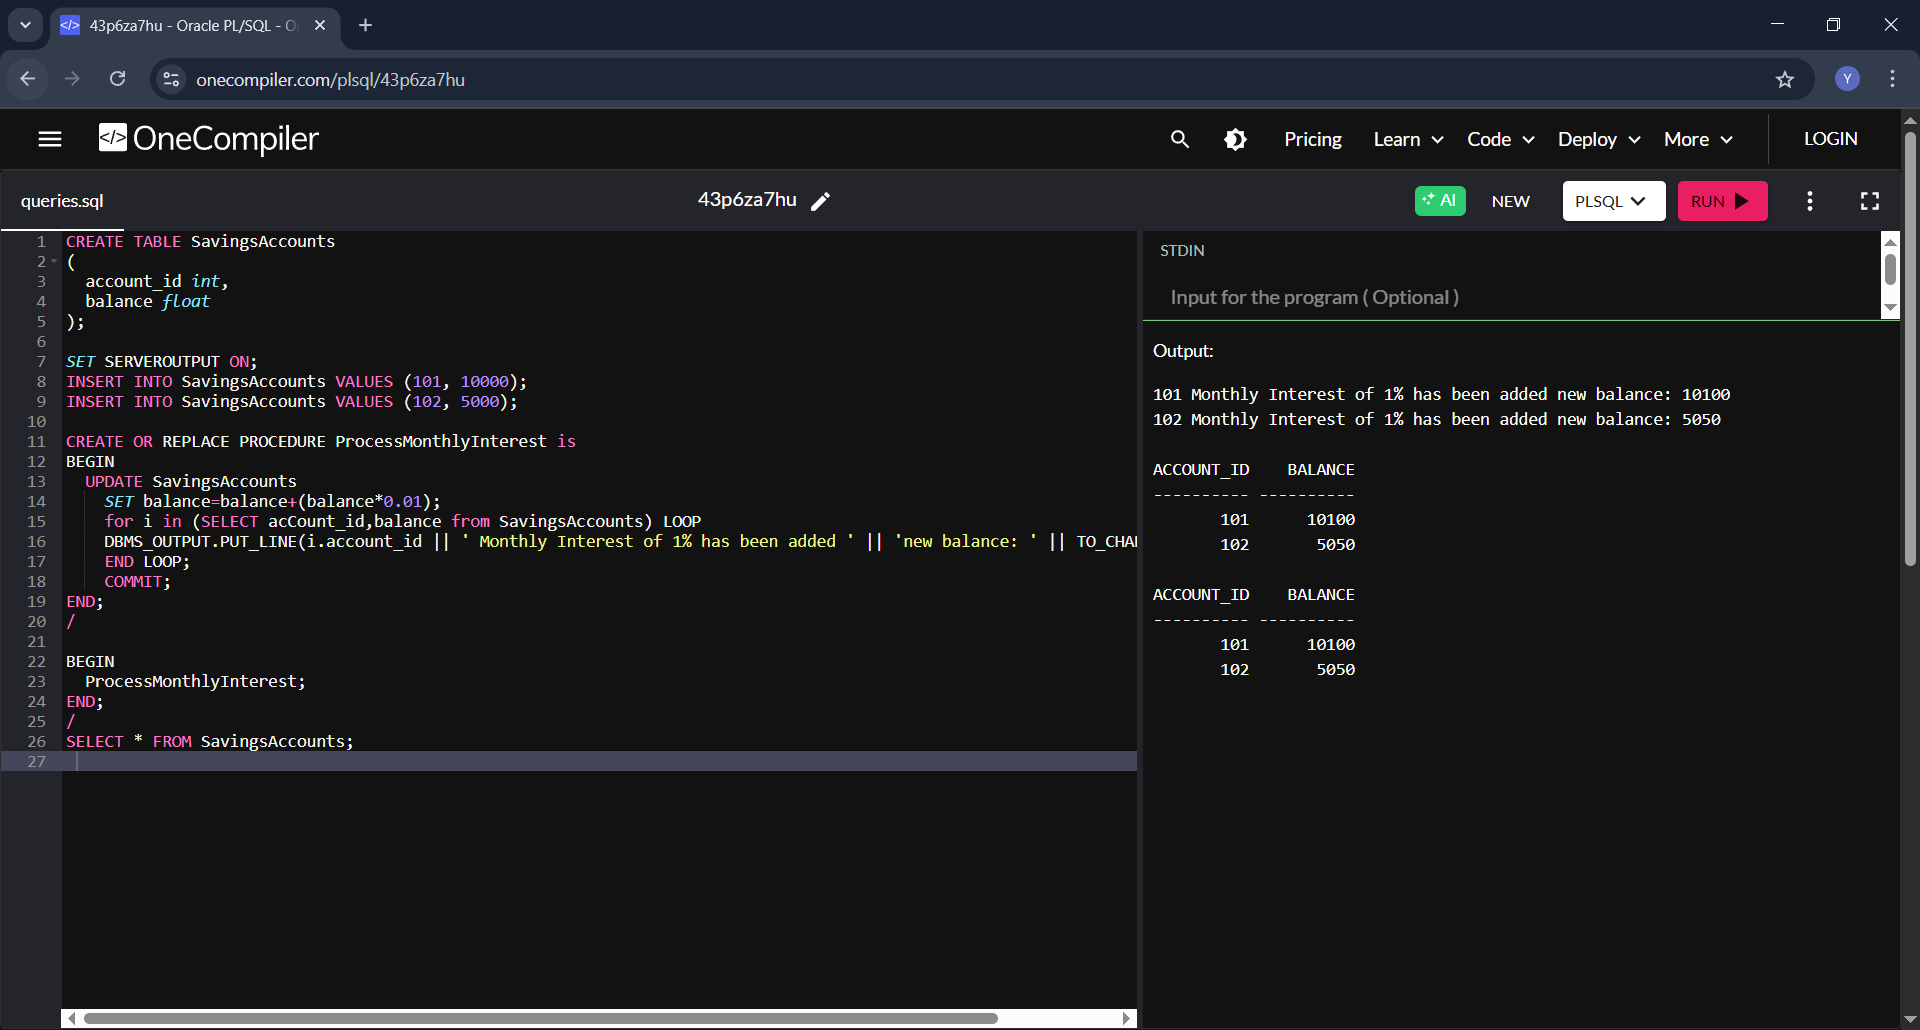 43p6za7hu - Oracle PL/SQL - O
onecompiler.com/plsql/43p6za7hu
Y
</> OneCompiler
Pricing
Learn
Code
Deploy
More
LOGIN
queries.sql
43p6za7hu
AI
NEW
PLSQL
RUN
1 CREATE TABLE SavingsAccounts
2 (
3 account_id int,
4 balance float
5 );
6
7 SET SERVEROUTPUT ON;
8 INSERT INTO SavingsAccounts VALUES (101, 10000);
9 INSERT INTO SavingsAccounts VALUES (102, 5000);
10
11 CREATE OR REPLACE PROCEDURE ProcessMonthlyInterest is
12 BEGIN
13 UPDATE SavingsAccounts
14 SET balance=balance+(balance*0.01);
15 for i in (SELECT acCount_id,balance from SavingsAccounts) LOOP
16 DBMS_OUTPUT.PUT_LINE(i.account_id || ' Monthly Interest of 1% has been added ' || 'new balance: ' || TO_CHA
17 END LOOP;
18 COMMIT;
19 END;
20 /
21
22 BEGIN
23 ProcessMonthlyInterest;
24 END;
25 /
26 SELECT * FROM SavingsAccounts;
27
STDIN
Input for the program ( Optional )
Output:
101 Monthly Interest of 1% has been added new balance: 10100
102 Monthly Interest of 1% has been added new balance: 5050
ACCOUNT_ID BALANCE
---------- ----------
101 10100
102 5050
ACCOUNT_ID BALANCE
---------- ----------
101 10100
102 5050